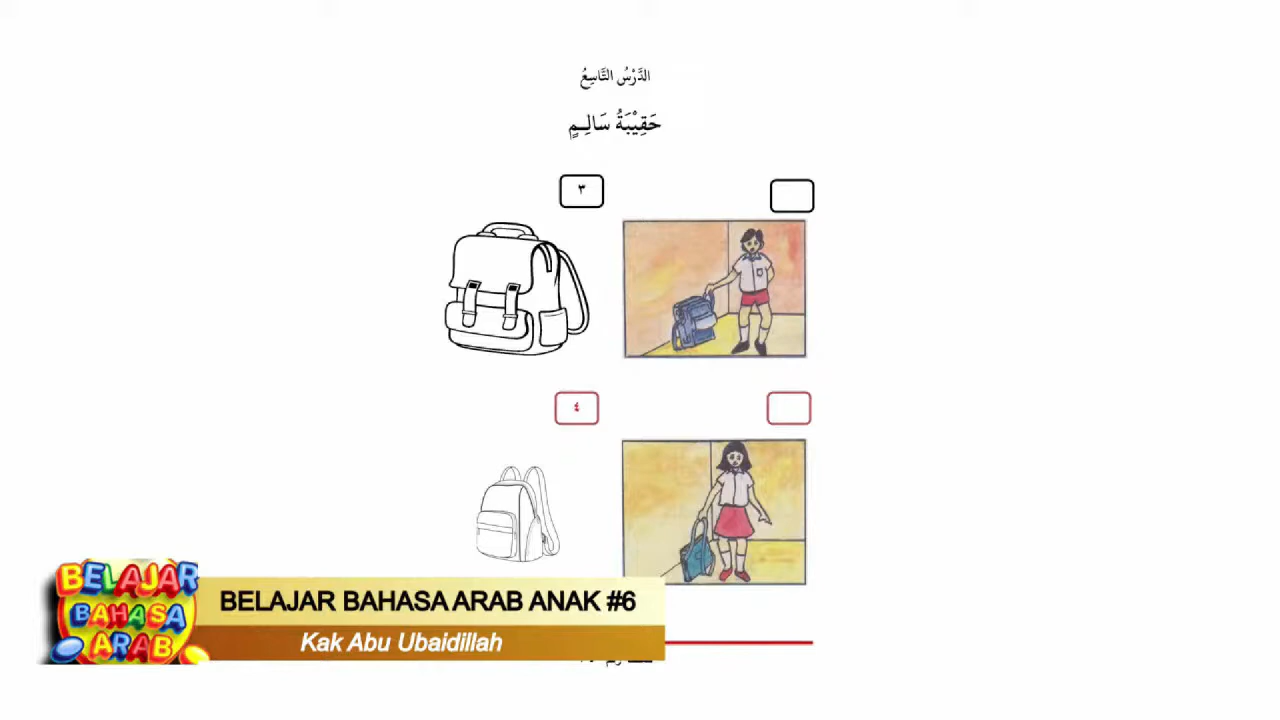 الدَّرْسُ التَّاسِعُ
حَقِيْبَةُ سَالِمٍ
٣
٤
BELAJAR
BAHASA
ARAB
BELAJAR BAHASA ARAB ANAK #6
Kak Abu Ubaidillah